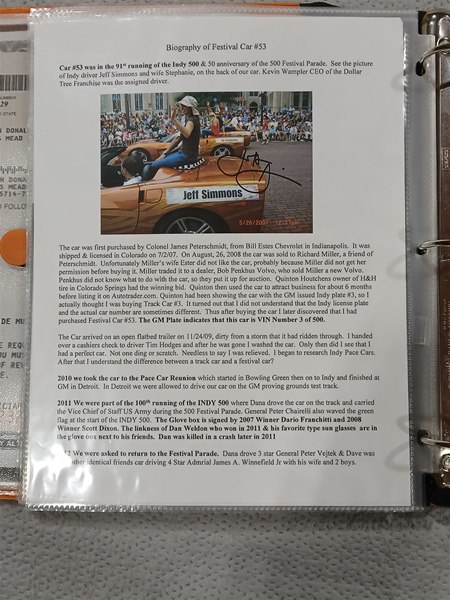 Biography of Festival Car #53
Car #53 was in the 91st running of the Indy 500 & 50 anniversary of the 500 Festival Parade. See the picture
of Indy driver Jeff Simmons and wife Stephanie, on the back of our car. Kevin Wampler CEO of the Dollar
Tree Franchise was the assigned driver.
Jeff Simmons
5/26/2007
The car was first purchased by Colonel James Peterschmidt, from Bill Estes Chevrolet in Indianapolis. It was
shipped & licensed in Colorado on 7/2/07. On August, 26, 2008 the car was sold to Richard Miller, a friend of
Peterschmidt. Unfortunately Miller's wife Ester did not like the car, probably because Miller did not get her
permission before buying it. Miller traded it to a dealer, Bob Penkhus Volvo, who sold Miller a new Volvo.
Penkhus did not know what to do with the car, so they put it up for auction. Quinton Houtchens owner of H&H
tire in Colorado Springs had the winning bid. Quinton then used the car to attract business for about 6 months
before listing it on Autotrader.com. Quinton had been showing the car with the GM issued Indy plate #3, so I
actually thought I was buying Track Car #3. It turned out that I did not understand that the Indy license plate
and the actual car number are sometimes different. Thus after buying the car I later discovered that I had
purchased Festival Car #53. The GM Plate indicates that this car is VIN Number 3 of 500.
The Car arrived on an open flatbed trailer on 11/24/09, dirty from a storm that it had ridden through. I handed
over a cashiers check to driver Tim Hodges and after he was gone I washed the car. Only then did I see that I
had a perfect car. Not one ding or scratch. Needless to say I was relieved. I began to research Indy Pace Cars.
After that I understand the difference between a track car and a festival car?
2010 we took the car to the Pace Car Reunion which started in Bowling Green then on to Indy and finished at
GM in Detroit. In Detroit we were allowed to drive our car on the GM proving grounds test track.
2011 We were part of the 100th running of the INDY 500 where Dana drove the car on the track and carried
the Vice Chief of Staff US Army during the 500 Festival Parade. General Peter Chairelli also waved the green
flag at the start of the INDY 500. The Glove box is signed by 2007 Winner Dario Franchitti and 2008
Winner Scott Dixon. The linkness of Dan Weldon who won in 2011 & his favorite type sun glasses are in
the glove box next to his friends. Dan was killed in a crash later in 2011
We were asked to return to the Festival Parade. Dana drove 3 star General Peter Vejtek & Dave was
other identical friends car driving 4 Star Admrial James A. Winnefield Jr with his wife and 2 boys.